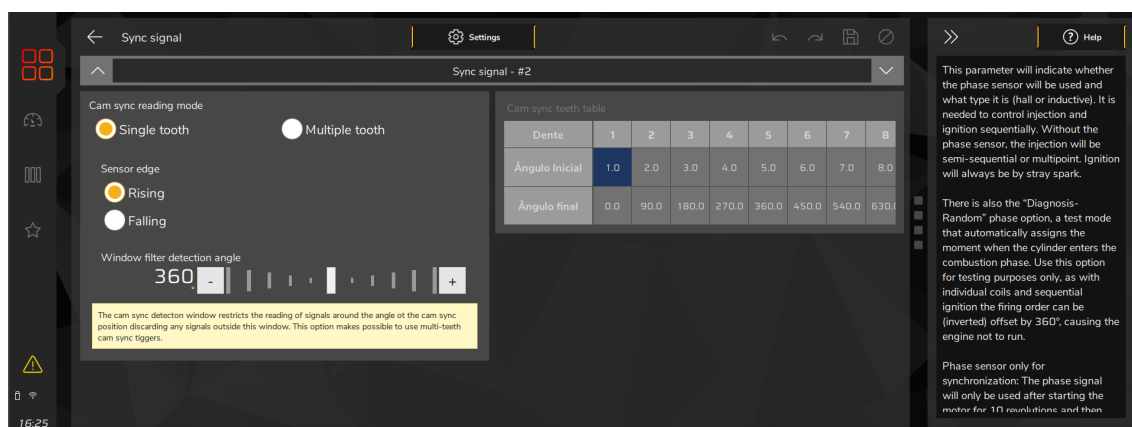 Sync signal
Settings
Help
Sync signal - #2
Cam sync reading mode
Single tooth
Multiple tooth
Sensor edge
Rising
Falling
Window filter detection angle
360°
-
+
The cam sync detecton window restricts the reading of signals around the angle ot the cam sync
position discarding any signals outside this window. This option makes possible to use multi-teeth
cam sync tiggers.
Cam sync teeth table
Dente 1 2 3 4 5 6 7 8
Ângulo Inicial 1.0 2.0 3.0 4.0 5.0 6.0 7.0 8.0
Ângulo final 0.0 90.0 180.0 270.0 360.0 450.0 540.0 630.0
This parameter will indicate whether
the phase sensor will be used and
what type it is (hall or inductive). It is
needed to control injection and
ignition sequentially. Without the
phase sensor, the injection will be
semi-sequential or multipoint. Ignition
will always be by stray spark.
There is also the “Diagnosis-
Random” phase option, a test mode
that automatically assigns the
moment when the cylinder enters the
combustion phase. Use this option
for testing purposes only, as with
individual coils and sequential
ignition the firing order can be
(inverted) offset by 360°, causing the
engine not to run.
Phase sensor only for
synchronization: The phase signal
will only be used after starting the
motor for 10 revolutions and then
16:25